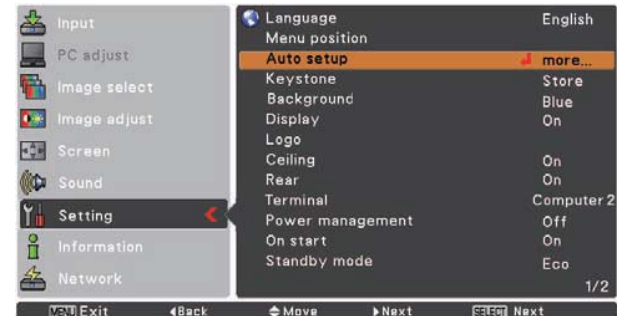 Input
PC adjust
Image select
Image adjust
Screen
Sound
Setting
Information
Network
Language English
Menu position
Auto setup more...
Keystone Store
Background Blue
Display On
Logo
Ceiling On
Rear On
Terminal Computer 2
Power management Off
On start On
Standby mode Eco
1/2
MENU Exit Back Move Next SELECT Next